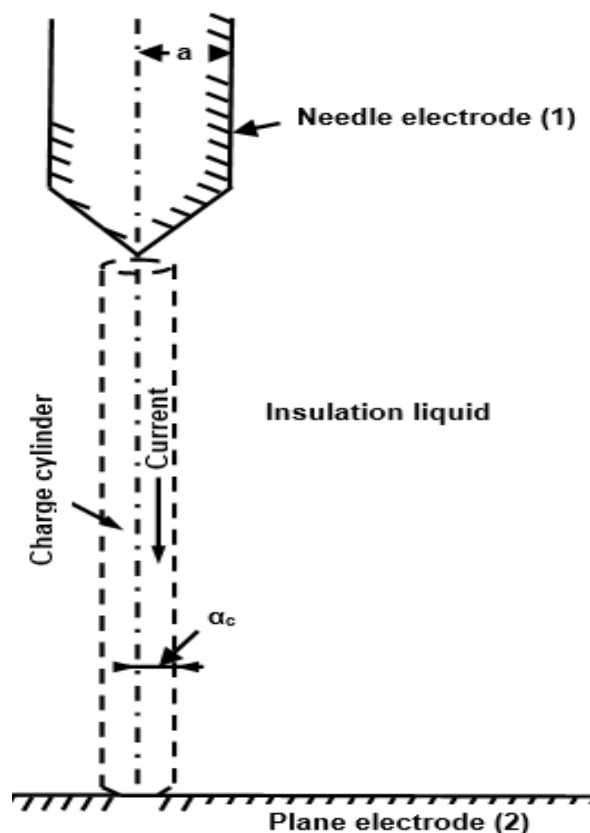 a
Needle electrode (1)
Insulation liquid
Charge cylinder
Current
αc
Plane electrode (2)